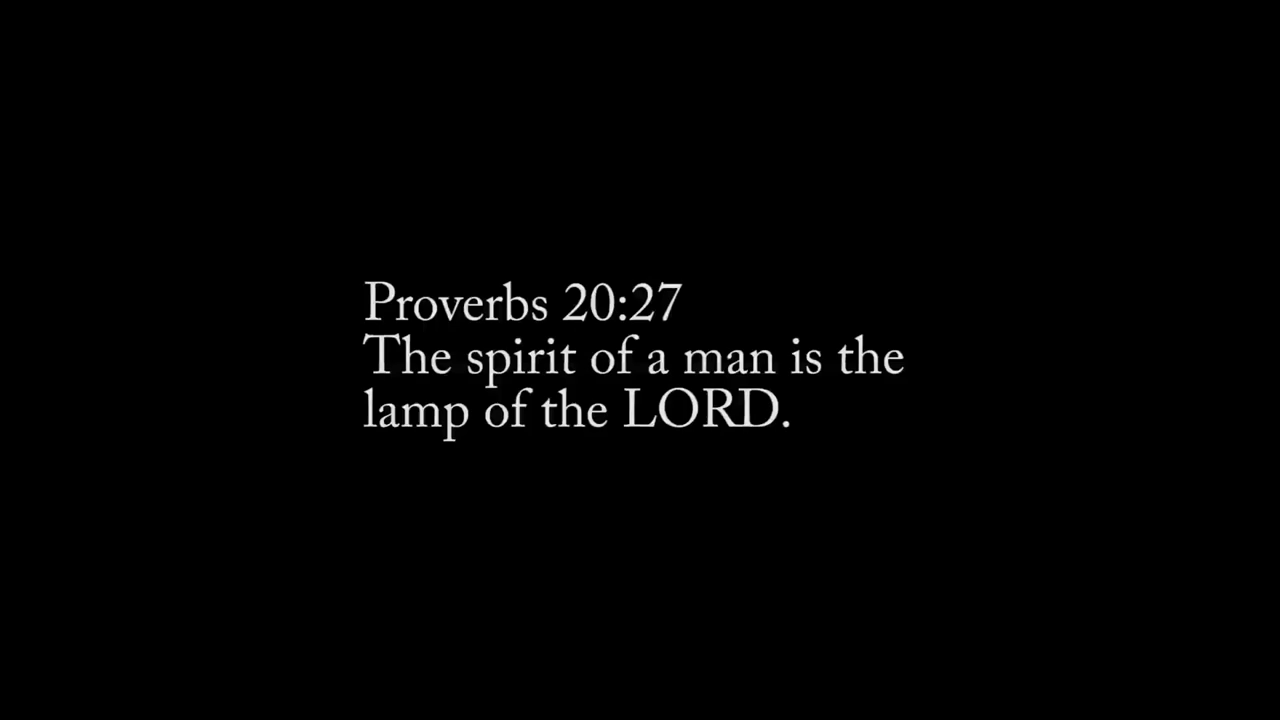 Proverbs 20:27
The spirit of a man is the
lamp of the LORD.